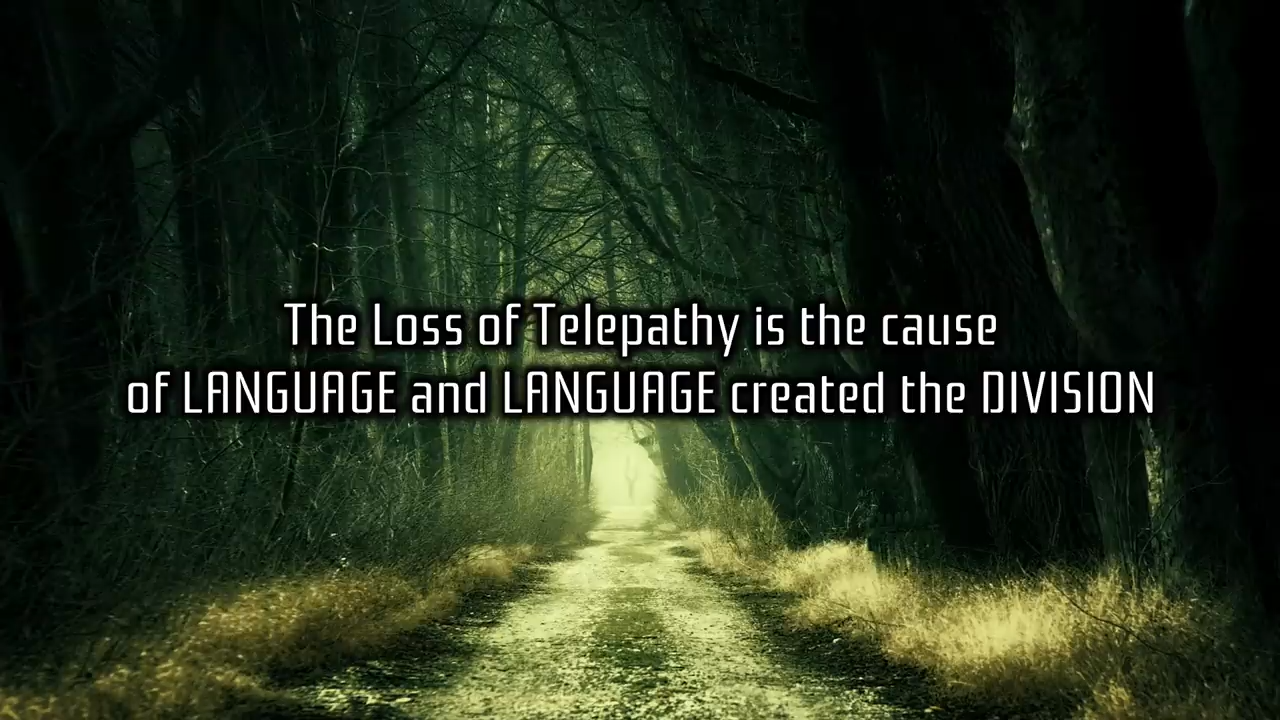 The Loss of Telepathy is the cause
of LANGUAGE and LANGUAGE created the DIVISION